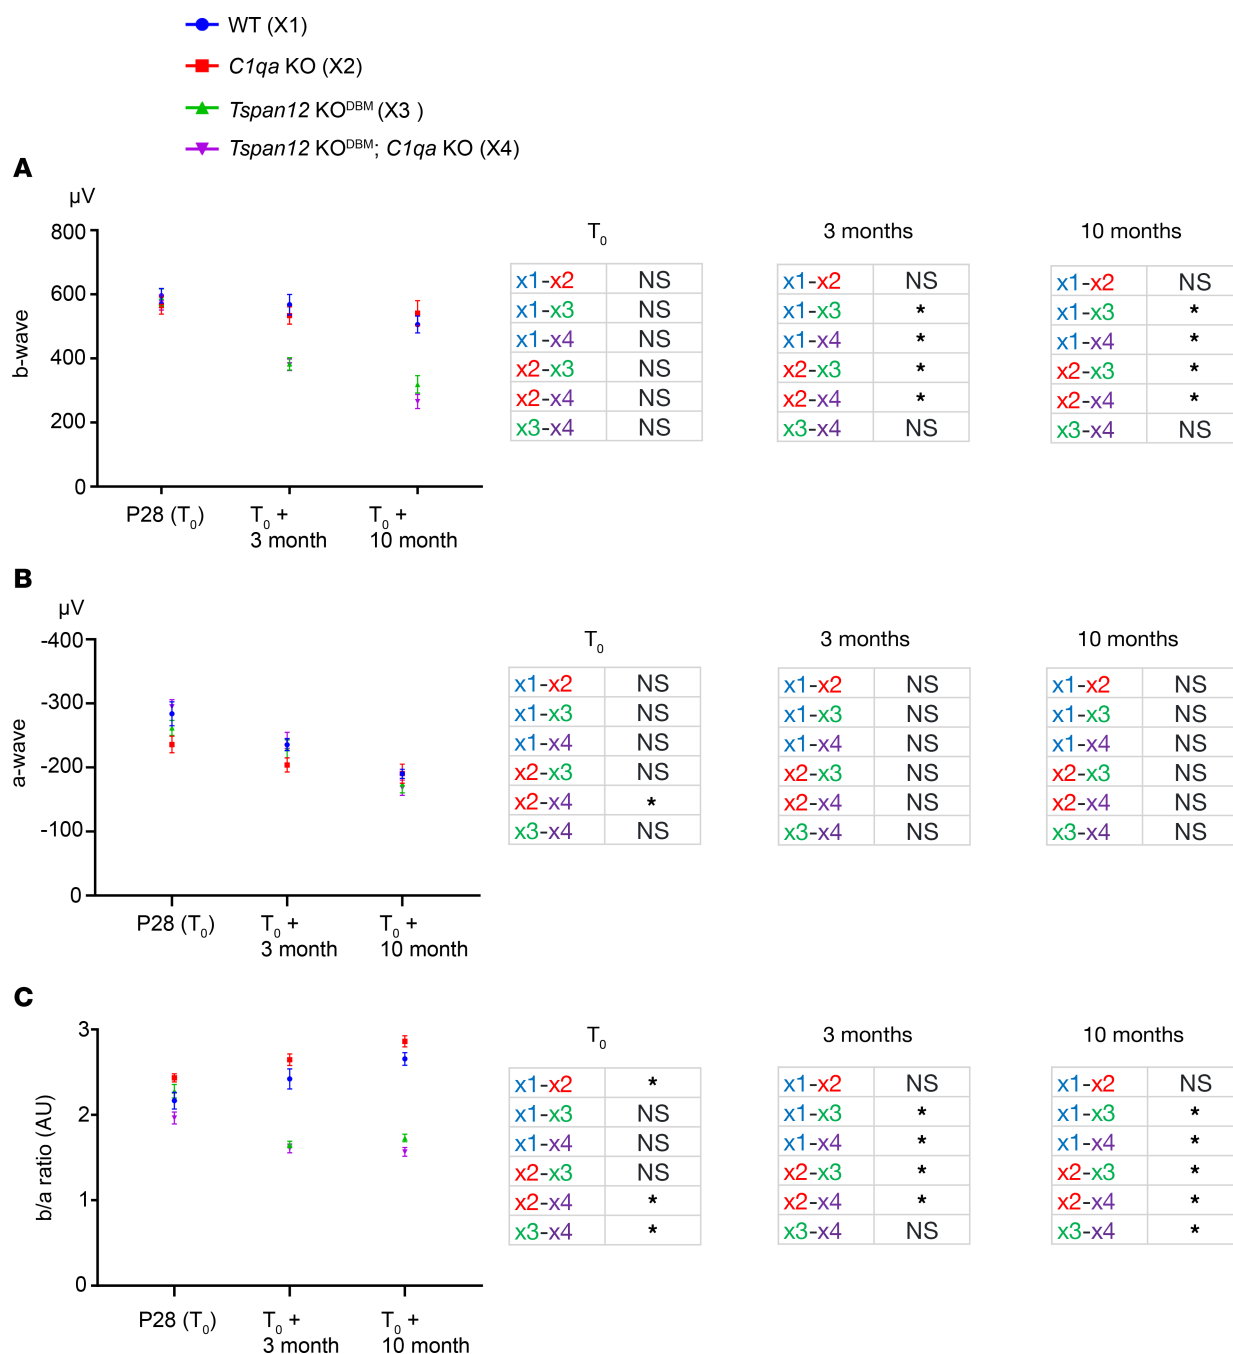 WT (X1)
C1qa KO (X2)
Tspan12 KO^DBM (X3 )
Tspan12 KO^DBM; C1qa KO (X4)
A
µV
800
600
400
200
0
b-wave
P28 (T0)
T0 +
3 month
T0 +
10 month
T0
x1-x2 NS
x1-x3 NS
x1-x4 NS
x2-x3 NS
x2-x4 NS
x3-x4 NS
3 months
x1-x2 NS
x1-x3 *
x1-x4 *
x2-x3 *
x2-x4 *
x3-x4 NS
10 months
x1-x2 NS
x1-x3 *
x1-x4 *
x2-x3 *
x2-x4 *
x3-x4 NS
B
µV
-400
-300
-200
-100
0
a-wave
P28 (T0)
T0 +
3 month
T0 +
10 month
T0
x1-x2 NS
x1-x3 NS
x1-x4 NS
x2-x3 NS
x2-x4 *
x3-x4 NS
3 months
x1-x2 NS
x1-x3 NS
x1-x4 NS
x2-x3 NS
x2-x4 NS
x3-x4 NS
10 months
x1-x2 NS
x1-x3 NS
x1-x4 NS
x2-x3 NS
x2-x4 NS
x3-x4 NS
C
3
2
1
0
b/a ratio (AU)
P28 (T0)
T0 +
3 month
T0 +
10 month
T0
x1-x2 *
x1-x3 NS
x1-x4 NS
x2-x3 NS
x2-x4 *
x3-x4 *
3 months
x1-x2 NS
x1-x3 *
x1-x4 *
x2-x3 *
x2-x4 *
x3-x4 NS
10 months
x1-x2 NS
x1-x3 *
x1-x4 *
x2-x3 *
x2-x4 *
x3-x4 *